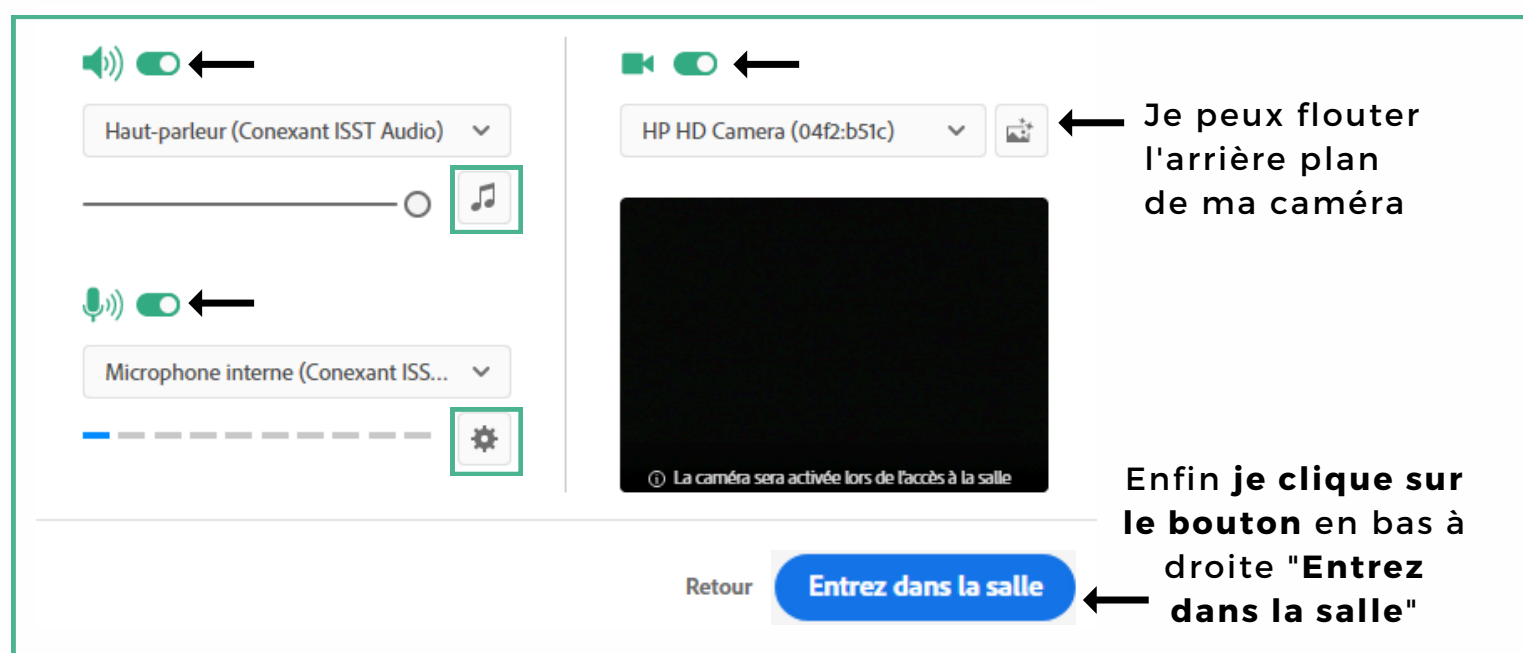 Haut-parleur (Conexant ISST Audio)
Microphone interne (Conexant ISS...
HP HD Camera (04f2:b51c)
Je peux flouter
l'arrière plan
de ma caméra
La caméra sera activée lors de l'accès à la salle
Retour
Entrez dans la salle
Enfin je clique sur
le bouton en bas à
droite "Entrez
dans la salle"